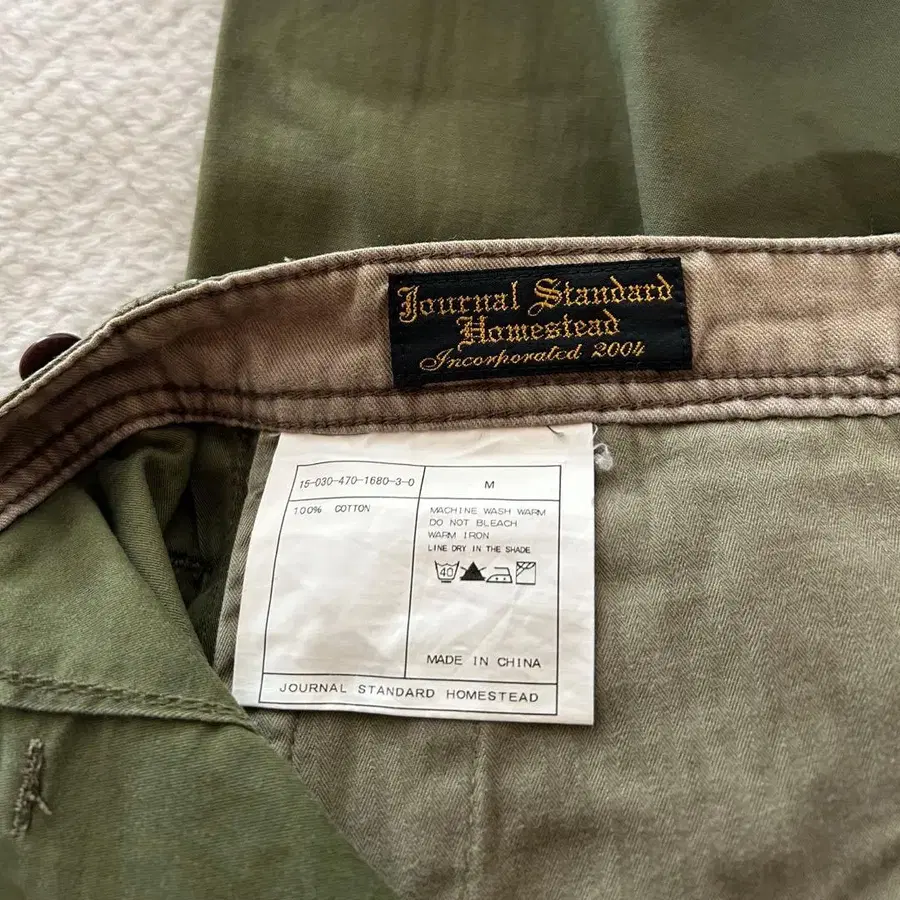 Journal Standard
Homestead
Incorporated 2004
15-030-470-1680-3-0
M
100% COTTON
MACHINE WASH WARM
DO NOT BLEACH
WARM IRON
LINE DRY IN THE SHADE
40
MADE IN CHINA
JOURNAL STANDARD HOMESTEAD